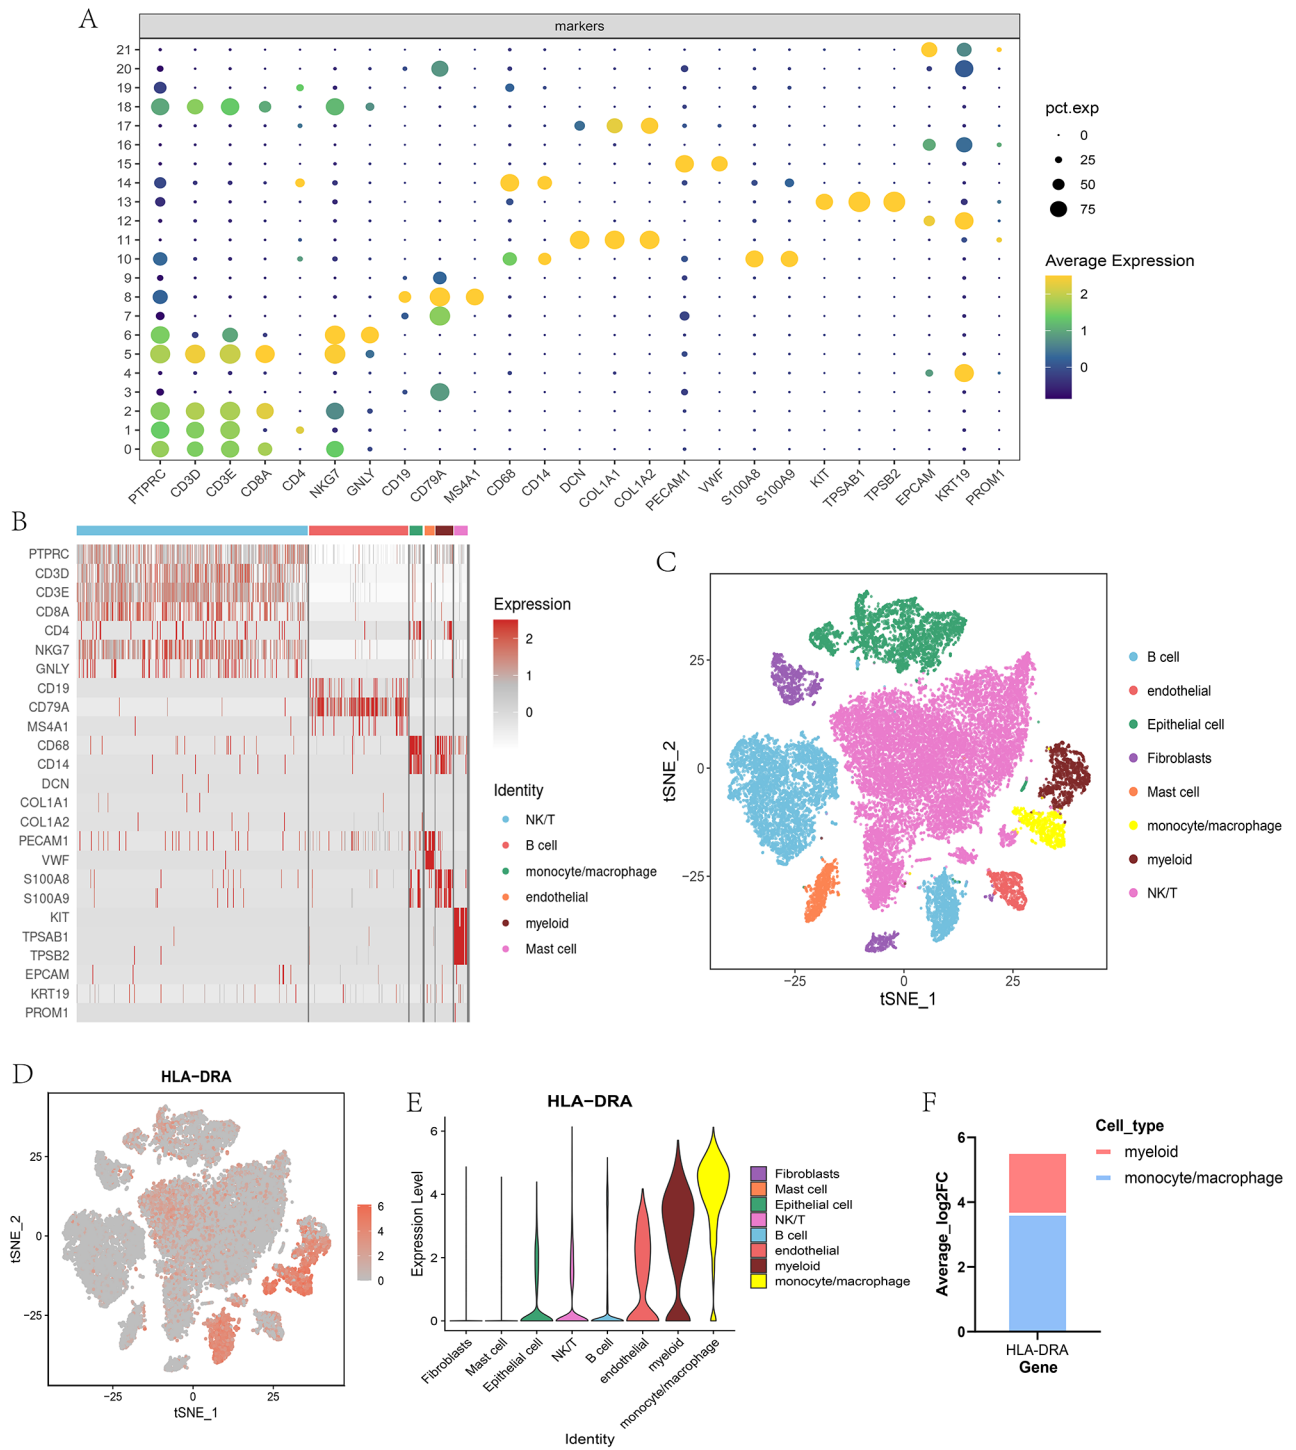 A
markers
21
20
19
18
17
16
15
14
13
12
11
10
9
8
7
6
5
4
3
2
1
0
PTPRC
CD3D
CD3E
CD8A
CD4
NKG7
GNLY
CD19
CD79A
MS4A1
CD68
CD14
DCN
COL1A1
COL1A2
PECAM1
VWF
S100A8
S100A9
KIT
TPSAB1
TPSB2
EPCAM
KRT19
PROM1
pct.exp
0
25
50
75
Average Expression
2
1
0
B
PTPRC
CD3D
CD3E
CD8A
CD4
NKG7
GNLY
CD19
CD79A
MS4A1
CD68
CD14
DCN
COL1A1
COL1A2
PECAM1
VWF
S100A8
S100A9
KIT
TPSAB1
TPSB2
EPCAM
KRT19
PROM1
Expression
2
1
0
Identity
NK/T
B cell
monocyte/macrophage
endothelial
myeloid
Mast cell
C
25
0
−25
tSNE_2
−25
0
25
tSNE_1
B cell
endothelial
Epithelial cell
Fibroblasts
Mast cell
monocyte/macrophage
myeloid
NK/T
D
HLA−DRA
25
0
−25
tSNE_2
−25
0
25
tSNE_1
6
4
2
0
E
HLA−DRA
6
4
2
0
Expression Level
Fibroblasts
Mast cell
Epithelial cell
NK/T
B cell
endothelial
myeloid
monocyte/macrophage
Identity
Fibroblasts
Mast cell
Epithelial cell
NK/T
B cell
endothelial
myeloid
monocyte/macrophage
F
6
4
2
0
Average_log2FC
HLA-DRA
Gene
Cell_type
myeloid
monocyte/macrophage